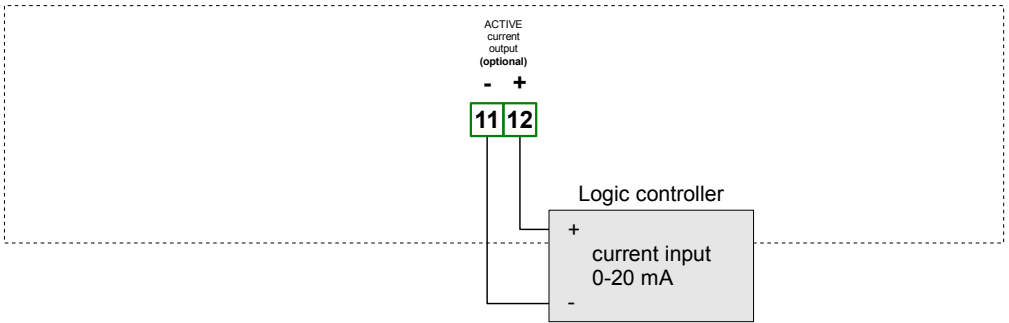 ACTIVE
current
output
(optional)
- +
11 12
Logic controller
+
current input
0-20 mA
-